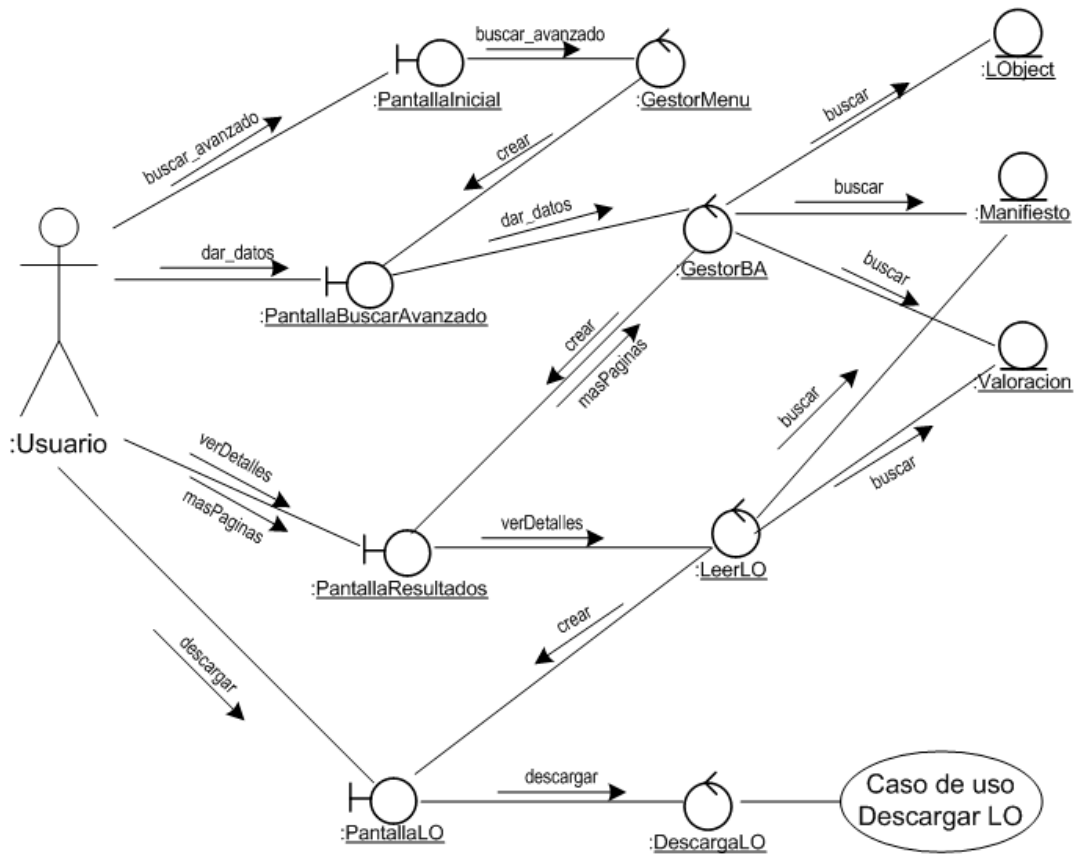 buscar_avanzado
:PantallaInicial
:GestorMenu
:LObject
buscar_avanzado
crear
buscar
buscar
:Manifiesto
dar_datos
dar_datos
:PantallaBuscarAvanzado
:GestorBA
buscar
crear
masPaginas
:Valoracion
:Usuario
verDetalles
masPaginas
buscar
buscar
verDetalles
:PantallaResultados
:LeerLO
crear
descargar
descargar
:PantallaLO
:DescargaLO
Caso de uso
Descargar LO